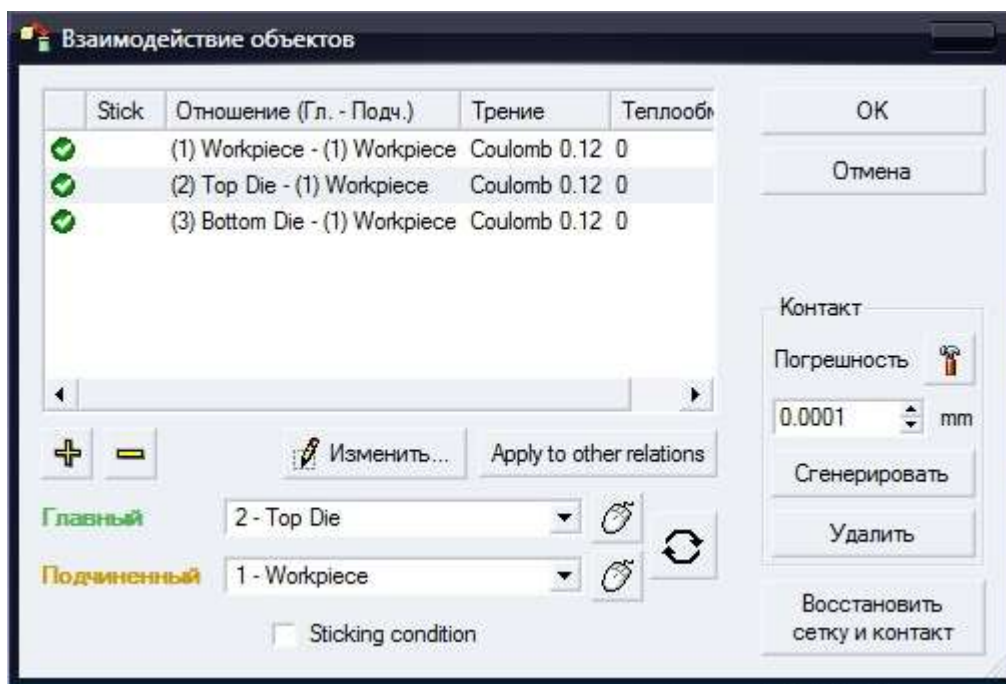 Взаимодействие объектов
Stick Отношение (Гл. - Подч.) Трение Теплообм
(1) Workpiece - (1) Workpiece Coulomb 0.12 0
(2) Top Die - (1) Workpiece Coulomb 0.12 0
(3) Bottom Die - (1) Workpiece Coulomb 0.12 0
OK
Отмена
Контакт
Погрешность
0.0001 mm
Сгенерировать
Удалить
Восстановить
сетку и контакт
Изменить... Apply to other relations
Главный 2 - Top Die
Подчиненный 1 - Workpiece
Sticking condition